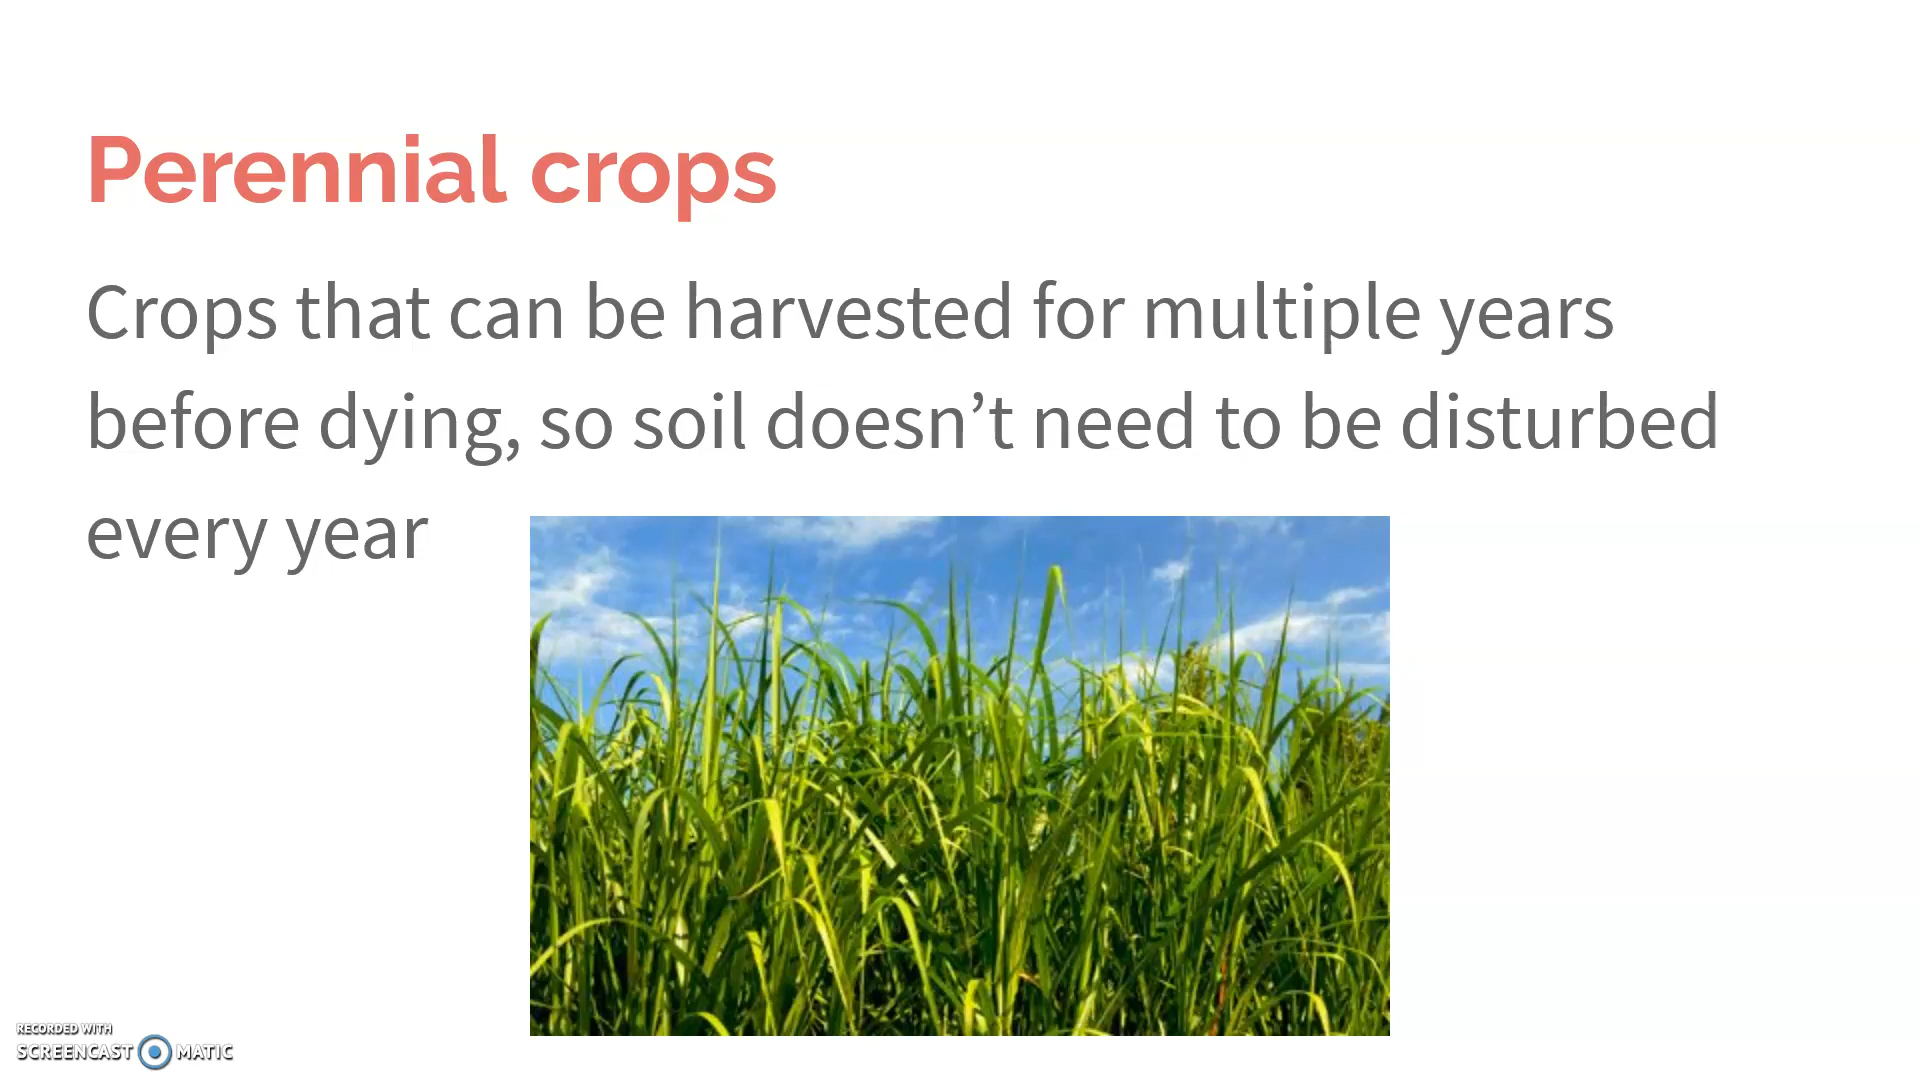 Perennial crops
Crops that can be harvested for multiple years
before dying, so soil doesn’t need to be disturbed
every year
RECORDED WITH
SCREENCAST MATIC